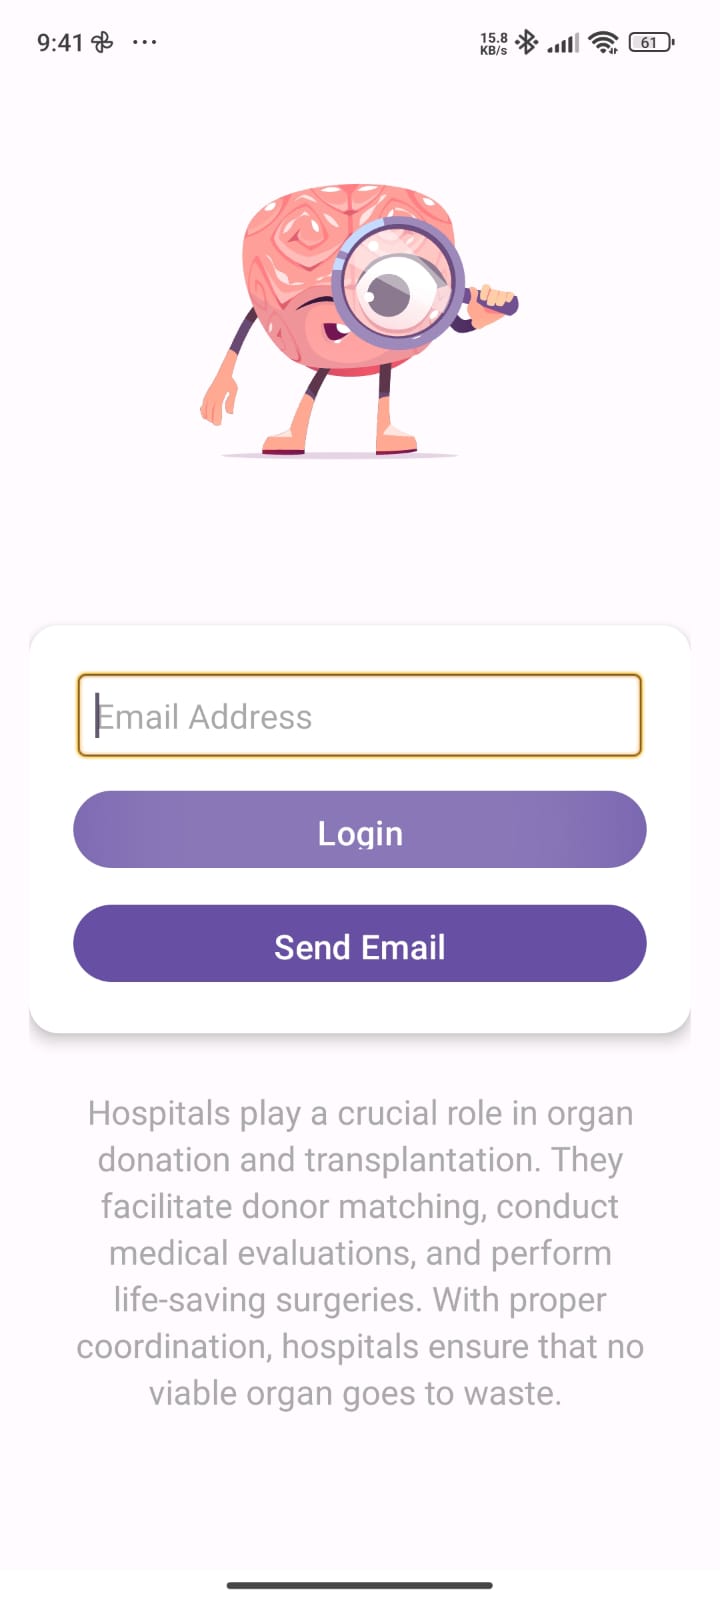 9:41 ... 15.8 KB/s 61
Email Address
Login
Send Email
Hospitals play a crucial role in organ
donation and transplantation. They
facilitate donor matching, conduct
medical evaluations, and perform
life-saving surgeries. With proper
coordination, hospitals ensure that no
viable organ goes to waste.